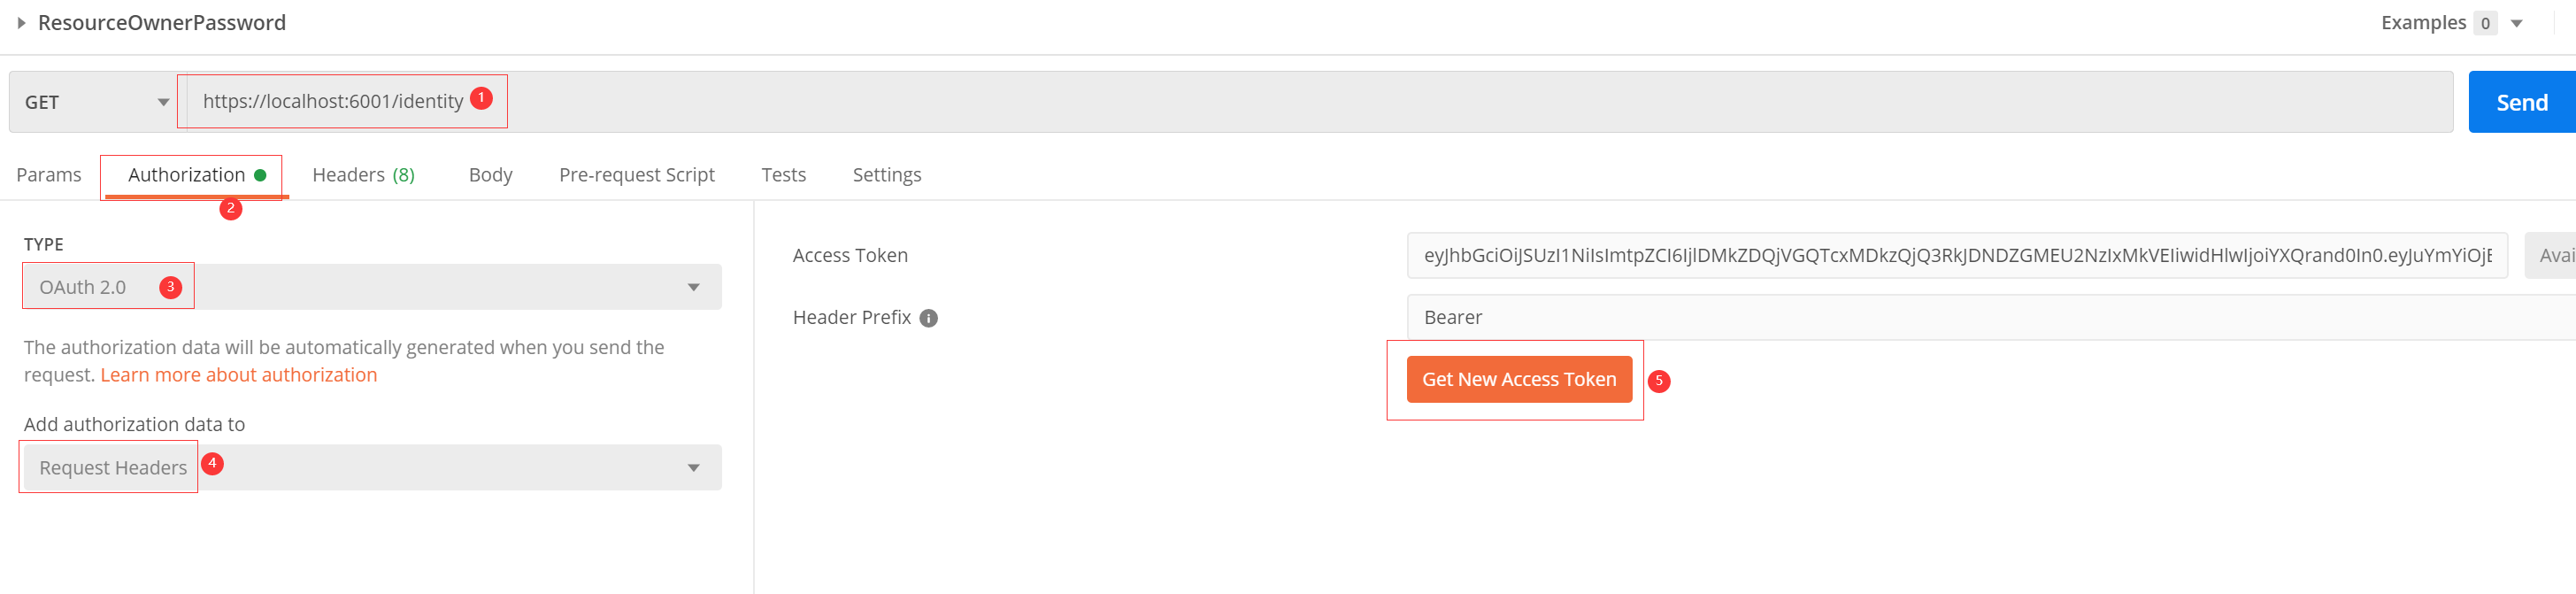 ResourceOwnerPassword
Examples 0
GET
https://localhost:6001/identity 1
Send
Params Authorization Headers (8) Body Pre-request Script Tests Settings
2
TYPE
OAuth 2.0 3
The authorization data will be automatically generated when you send the
request. Learn more about authorization
Add authorization data to
Request Headers 4
Access Token
eyJhbGciOiJSUzI1NiIsImtpZCI6IjlDMkZDQjVGQTcxMDkzQjQ3RkJDNDZGMEU2NzIxMkVEIiwidHlwIjoiYXQrand0In0.eyJuYmYiOjE
Avai
Header Prefix
Bearer
Get New Access Token 5